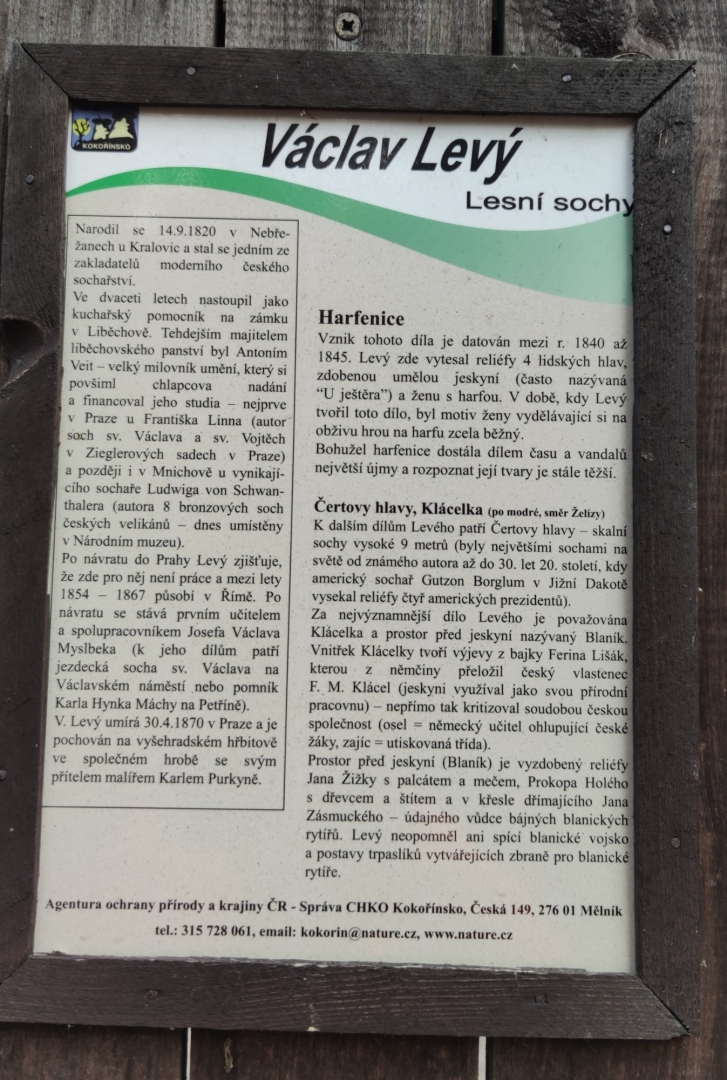 KOKOŘÍNSKO
Václav Levý
Lesní sochy
Narodil se 14.9.1820 v Nebře-
žanech u Kralovic a stal se jedním ze
zakladatelů moderního českého
sochařství.
Ve dvaceti letech nastoupil jako
kuchařský pomocník na zámku
v Liběchově. Tehdejším majitelem
liběchovského panství byl Antoním
Veit – velký milovník umění, který si
povšiml chlapcova nadání
a financoval jeho studia – nejprve
v Praze u Františka Linna (autor
soch sv. Václava a sv. Vojtěch
v Zieglerových sadech v Praze)
a později i v Mnichově u vynikají-
cího sochaře Ludwiga von Schwan-
thalera (autora 8 bronzových soch
českých velikánů – dnes umístěny
v Národním muzeu).
Po návratu do Prahy Levý zjišťuje,
že zde pro něj není práce a mezi lety
1854 – 1867 působí v Římě. Po
návratu se stává prvním učitelem
a spolupracovníkem Josefa Václava
Myslbeka (k jeho dílům patří
jezdecká socha sv. Václava na
Václavském náměstí nebo pomník
Karla Hynka Máchy na Petříně).
V. Levý umírá 30.4.1870 v Praze a je
pochován na vyšehradském hřbitově
ve společném hrobě se svým
přítelem malířem Karlem Purkyně.
Harfenice
Vznik tohoto díla je datován mezi r. 1840 až
1845. Levý zde vytesal reliéfy 4 lidských hlav,
zdobenou umělou jeskyní (často nazývaná
“U ještěra”) a ženu s harfou. V době, kdy Levý
tvořil toto dílo, byl motiv ženy vydělávající si na
obživu hrou na harfu zcela běžný.
Bohužel harfenice dostála dílem času a vandalů
největší újmy a rozpoznat její tvary je stále těžší.
Čertovy hlavy, Klácelka (po modré, směr Želízy)
K dalším dílům Levého patří Čertovy hlavy – skalní
sochy vysoké 9 metrů (byly největšími sochami na
světě od známého autora až do 30. let 20. století, kdy
americký sochař Gutzon Borglum v Jižní Dakotě
vysekal reliéfy čtyř amerických prezidentů).
Za nejvýznamnější dílo Levého je považována
Klácelka a prostor před jeskyní nazývaný Blaník.
Vnitřek Klácelky tvoří výjevy z bajky Ferina Lišák,
kterou z němčiny přeložil český vlastenec
F. M. Klácel (jeskyni využíval jako svou přírodní
pracovnu) – nepřímo tak kritizoval soudobou českou
společnost (osel = německý učitel ohlupující české
žáky, zajíc = utiskovaná třída).
Prostor před jeskyní (Blaník) je vyzdobený reliéfy
Jana Žižky s palcátem a mečem, Prokopa Holého
s dřevcem a štítem a v křesle dřímajícího Jana
Zásmuckého – údajného vůdce bájných blanických
rytířů. Levý neopomněl ani spící blanické vojsko
a postavy trpaslíků vytvářejících zbraně pro blanické
rytíře.
Agentura ochrany přírody a krajiny ČR - Správa CHKO Kokořínsko, Česká 149, 276 01 Mělník
tel.: 315 728 061, email: kokorin@nature.cz, www.nature.cz